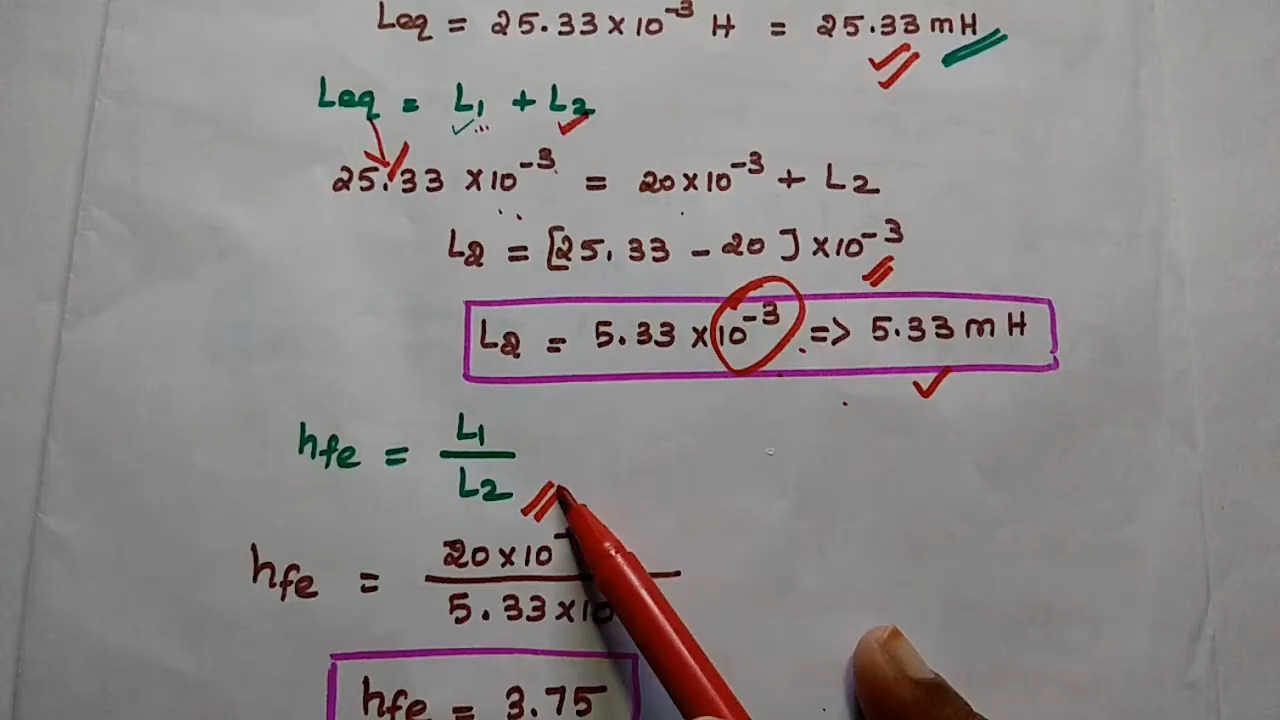 Leq = 25.33 × 10⁻³ H = 25.33 mH
Leq = L₁ + L₂
25.33 × 10⁻³ = 20 × 10⁻³ + L₂
L₂ = [25.33 − 20] × 10⁻³
L₂ = 5.33 × 10⁻³ => 5.33 mH
hfe = L₁ / L₂
hfe = 20 × 10⁻ / 5.33 × 10
hfe = 3.75